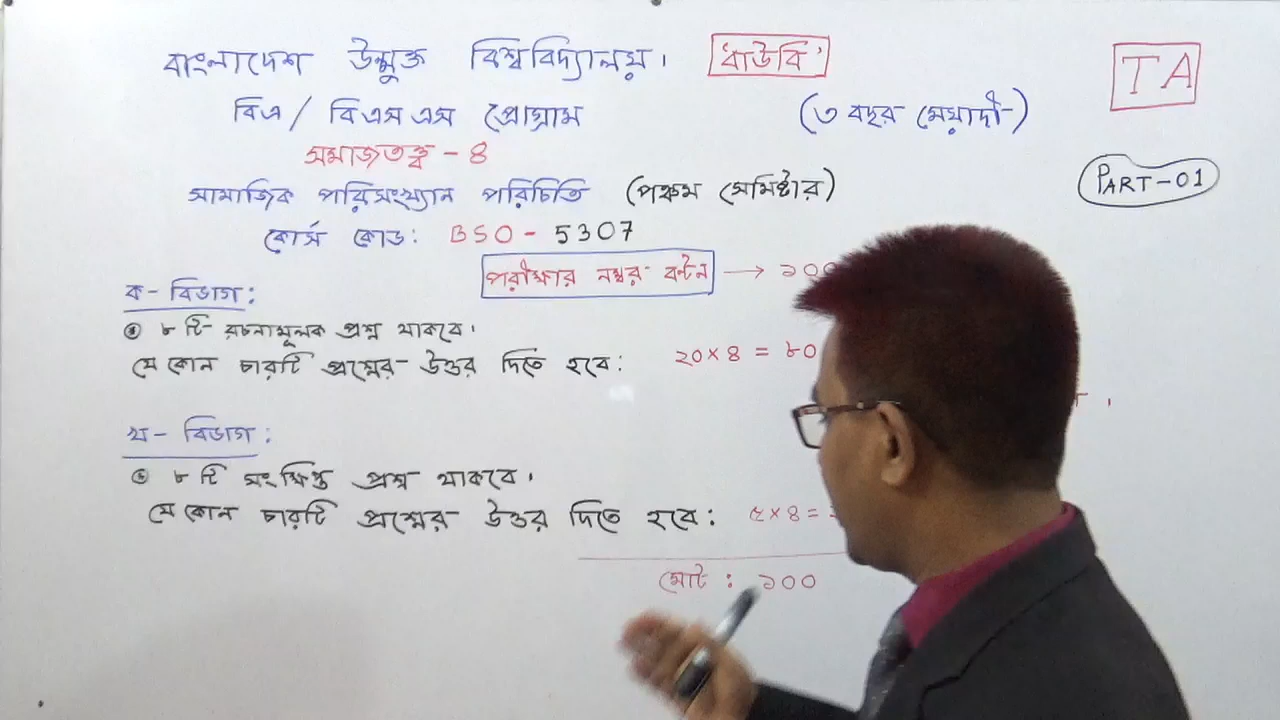 বাংলাদেশ উন্মুক্ত বিশ্ববিদ্যালয়। বাউবি
TA
বিএ / বিএসএস প্রোগ্রাম (৩ বছর মেয়াদী)
সমাজতত্ত্ব - ৪
সামাজিক পরিসংখ্যান পরিচিতি (পঞ্চম সেমিষ্টার)
PART-01
কোর্স কোড: BSO - 5307
পরীক্ষার নম্বর বণ্টন → ১০০
ক - বিভাগ:
৮ টি রচনামূলক প্রশ্ন থাকবে।
যে কোন চারটি প্রশ্নের উত্তর দিতে হবে: ২০×৪ = ৮০
খ - বিভাগ:
৮ টি সংক্ষিপ্ত প্রশ্ন থাকবে।
যে কোন চারটি প্রশ্নের উত্তর দিতে হবে: ৫×৪ =
মোট : ১০০